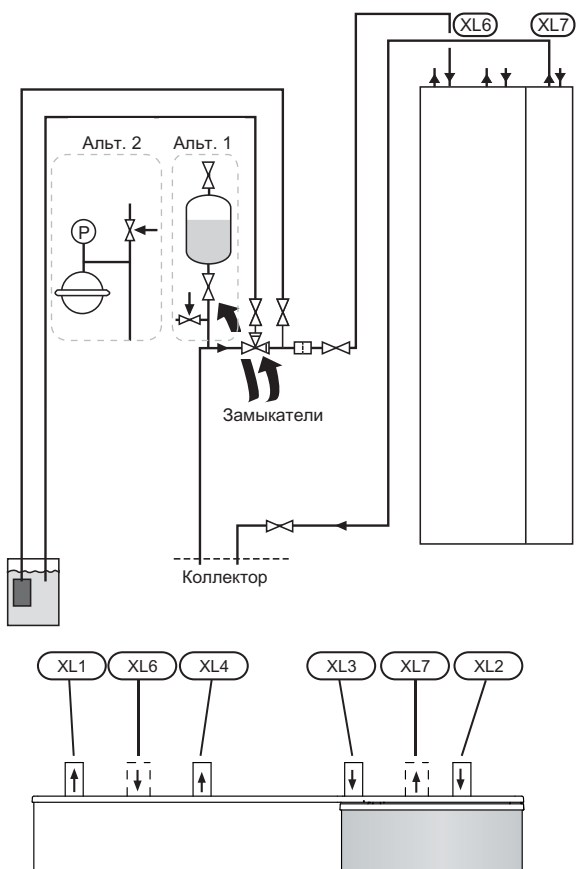 XL6 XL7
Альт. 2 Альт. 1
P
Замыкатели
Коллектор
XL1 XL6 XL4 XL3 XL7 XL2